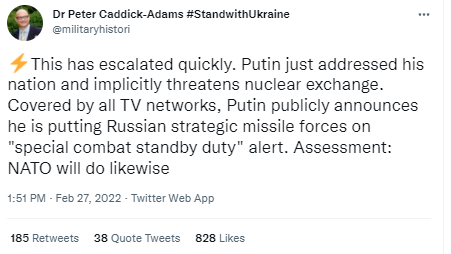 Dr Peter Caddick-Adams #StandwithUkraine
@militaryhistori
⚡This has escalated quickly. Putin just addressed his
nation and implicitly threatens nuclear exchange.
Covered by all TV networks, Putin publicly announces
he is putting Russian strategic missile forces on
"special combat standby duty" alert. Assessment:
NATO will do likewise
1:51 PM · Feb 27, 2022 · Twitter Web App
185 Retweets 38 Quote Tweets 828 Likes